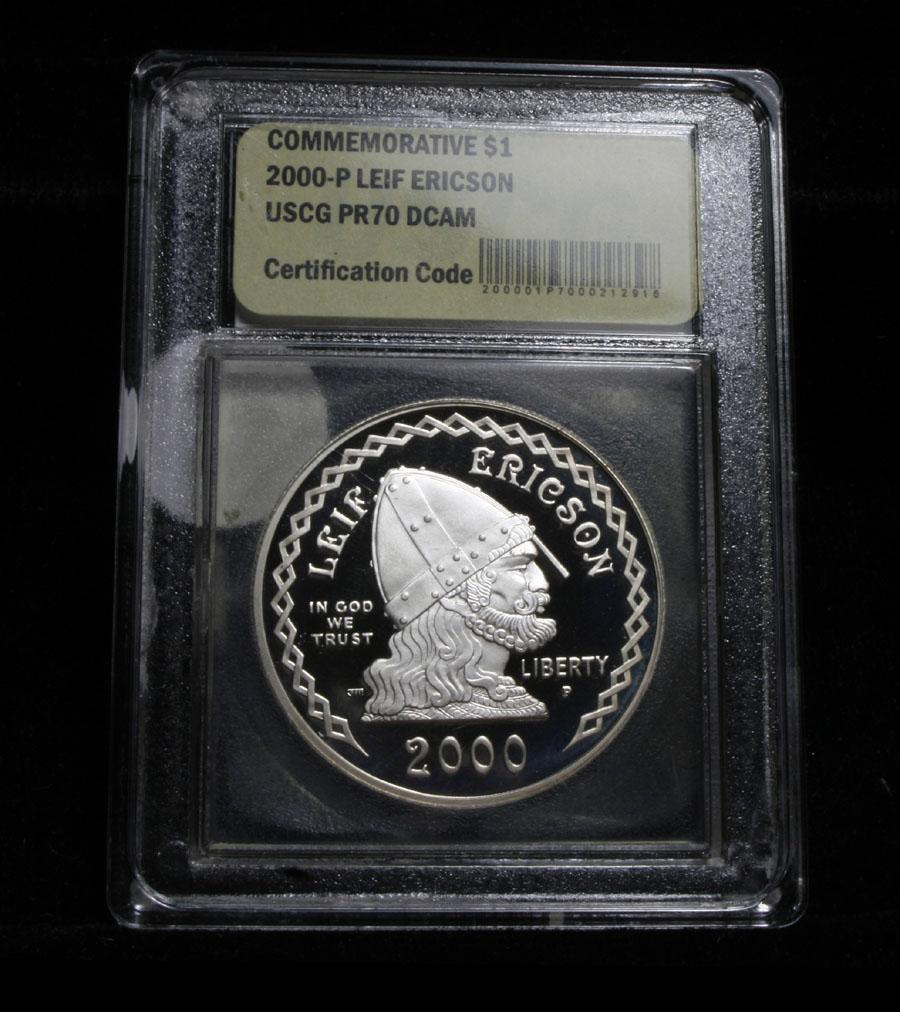 COMMEMORATIVE $1
2000-P LEIF ERICSON
USCG PR70 DCAM
Certification Code
200001P7000212916
LEIF ERICSON
IN GOD
WE
TRUST
LIBERTY
P
2000